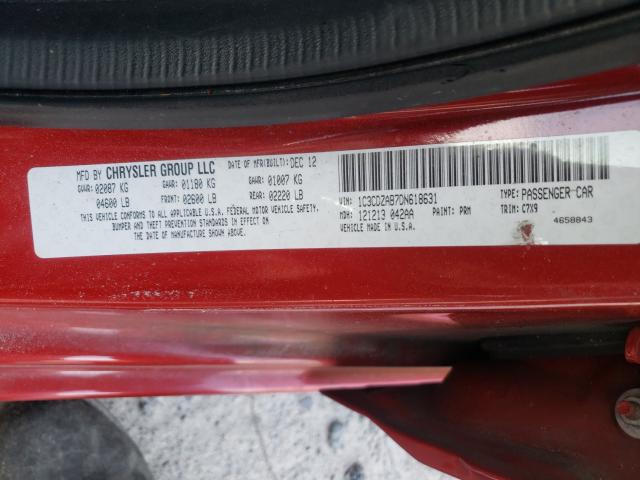 MFD BY CHRYSLER GROUP LLC DATE OF MFR(BUILT): DEC 12
GVWR: 02087 KG GAWR: 01180 KG GAWR: 01007 KG
04600 LB FRONT: 02600 LB REAR: 02220 LB
THIS VEHICLE CONFORMS TO ALL APPLICABLE U.S.A. FEDERAL MOTOR VEHICLE SAFETY,
BUMPER AND THEFT PREVENTION STANDARDS IN EFFECT ON
THE DATE OF MANUFACTURE SHOWN ABOVE.
VIN: 1C3CDZAB7DN618631 TYPE: PASSENGER CAR
MDH: 121213 042AA PAINT: PRM TRIM: C7X9
VEHICLE MADE IN U.S.A. 4658843